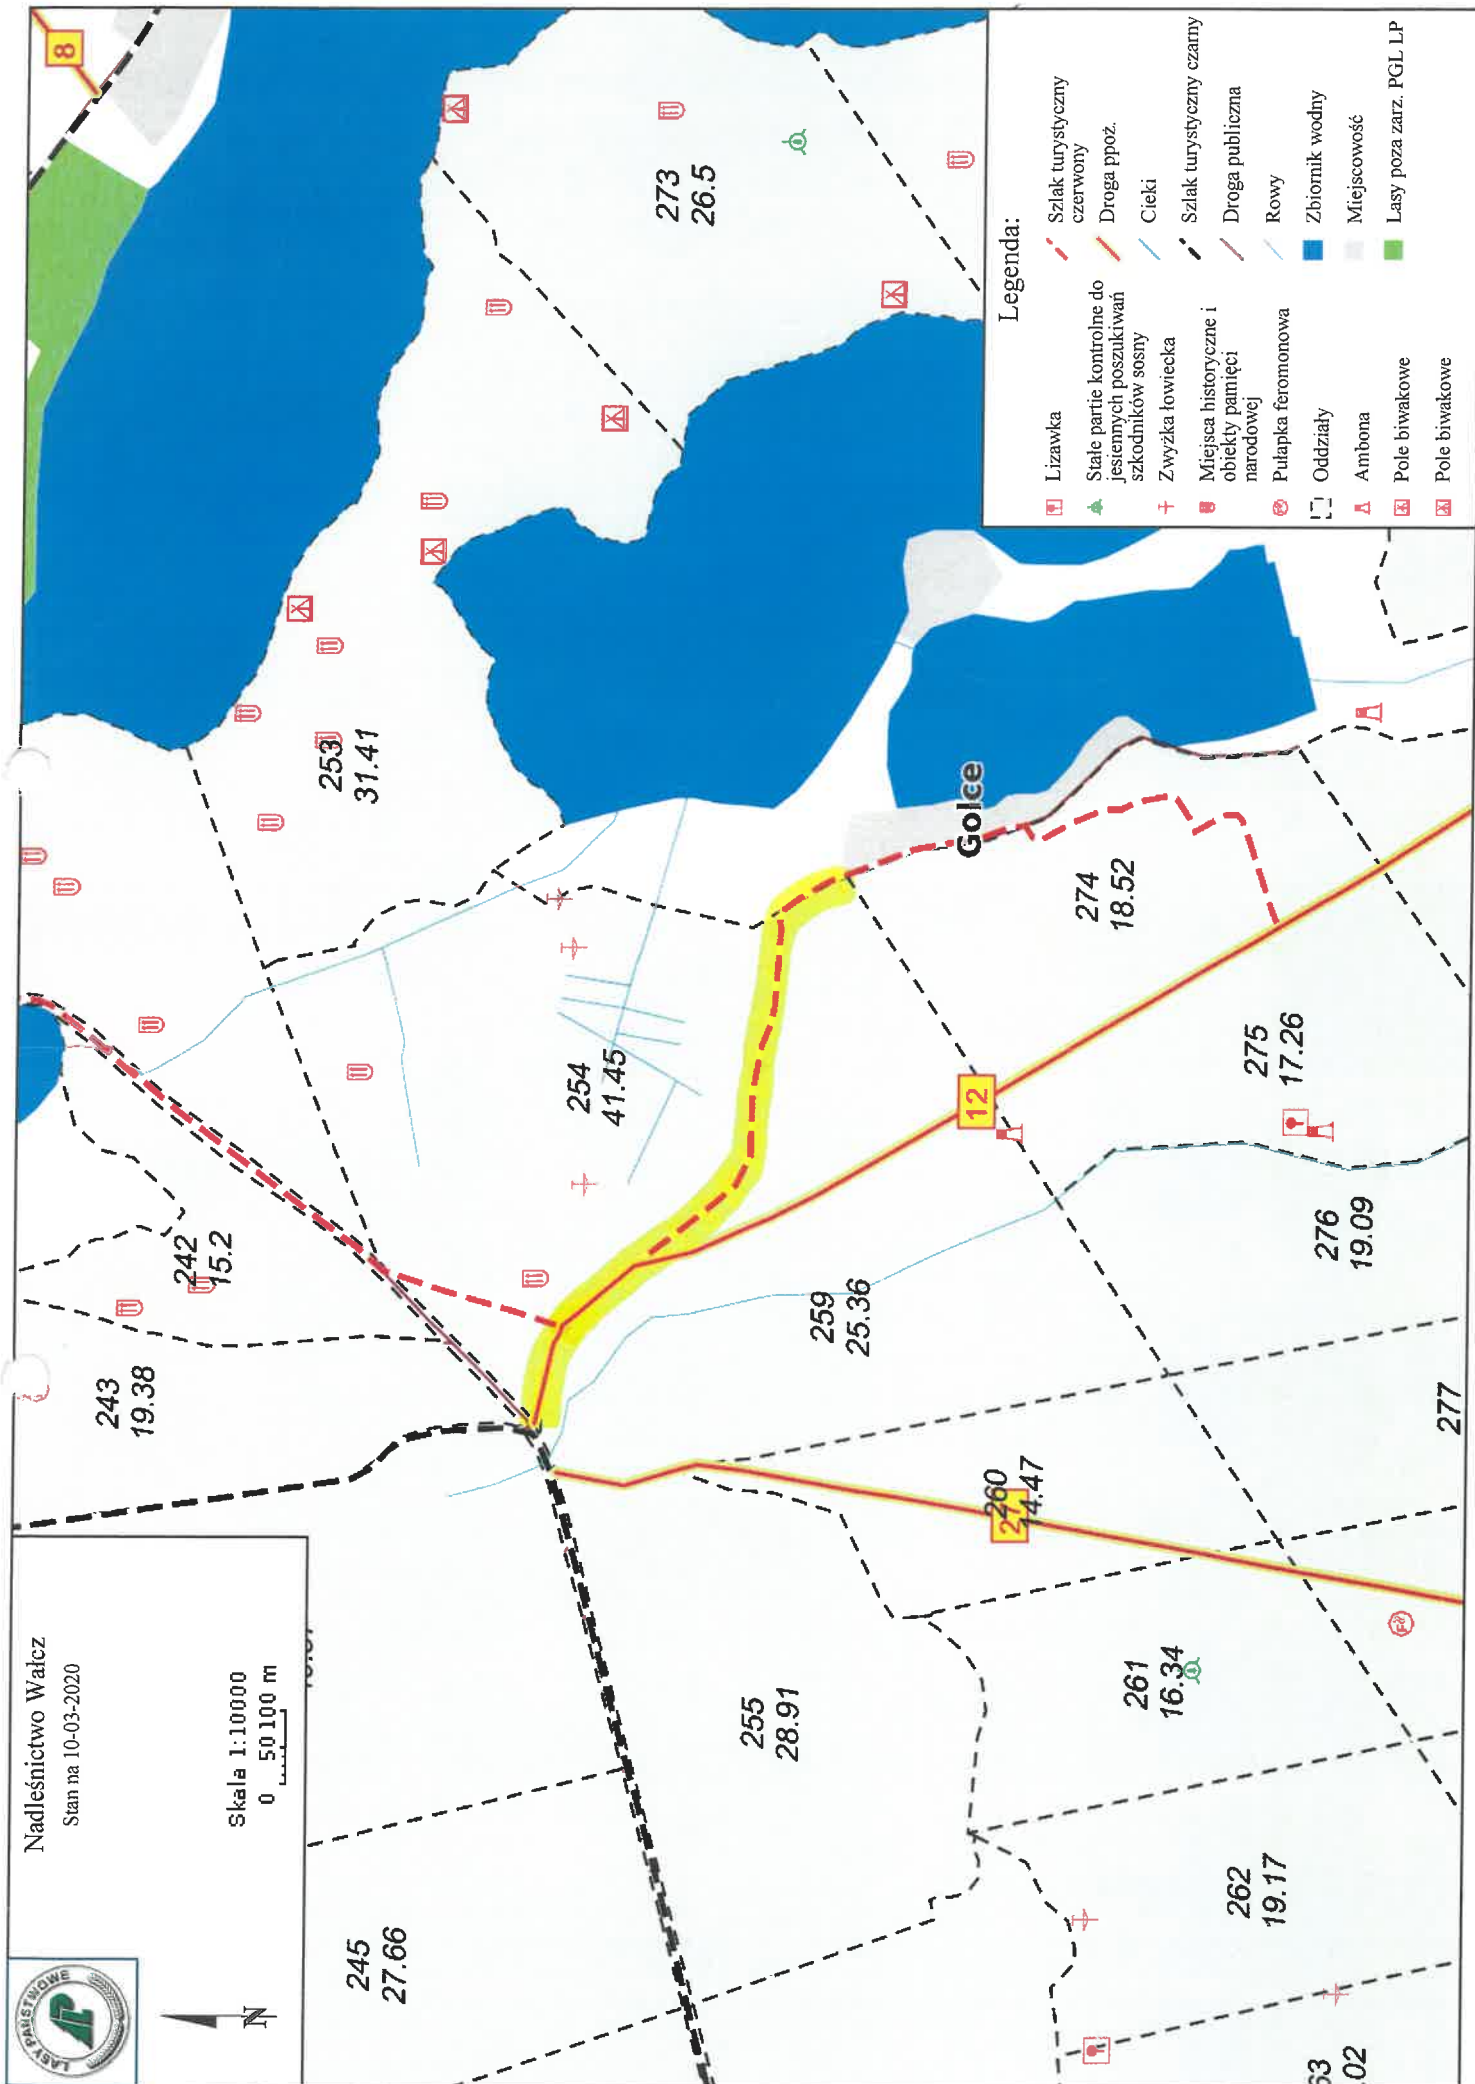 LASY PAŃSTWOWE
LP
N
Nadleśnictwo Wałcz
Stan na 10-03-2020
Skala 1:10000
0 50 100 m
8
243
19.38
242
15.2
253
31.41
273
26.5
245
27.66
254
41.45
255
28.91
259
25.36
Golce
12
27
260
14.47
274
18.52
275
17.26
276
19.09
277
261
16.34
262
19.17
63
.02
Legenda:
Lizawka
Stałe partie kontrolne do
jesiennych poszukiwań
szkodników sosny
Zwyżka łowiecka
Miejsca historyczne i
obiekty pamięci
narodowej
Pułapka feromonowa
Oddziały
Ambona
Pole biwakowe
Pole biwakowe
Szlak turystyczny
czerwony
Droga ppoż.
Cieki
Szlak turystyczny czarny
Droga publiczna
Rowy
Zbiornik wodny
Miejscowość
Lasy poza zarz. PGL LP